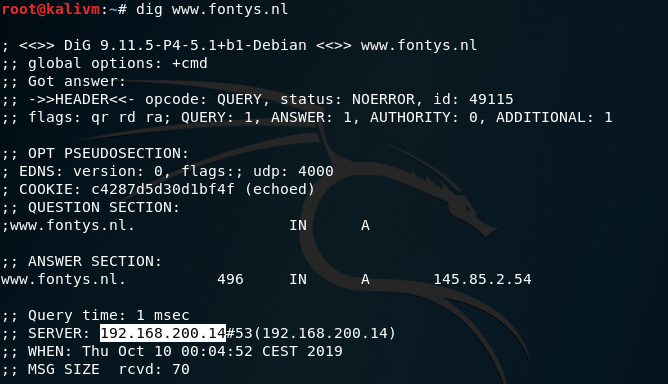 root@kalivm:~# dig www.fontys.nl
; <<>> DiG 9.11.5-P4-5.1+b1-Debian <<>> www.fontys.nl
;; global options: +cmd
;; Got answer:
;; ->>HEADER<<- opcode: QUERY, status: NOERROR, id: 49115
;; flags: qr rd ra; QUERY: 1, ANSWER: 1, AUTHORITY: 0, ADDITIONAL: 1
;; OPT PSEUDOSECTION:
; EDNS: version: 0, flags:; udp: 4000
; COOKIE: c4287d5d30d1bf4f (echoed)
;; QUESTION SECTION:
;www.fontys.nl. IN A
;; ANSWER SECTION:
www.fontys.nl. 496 IN A 145.85.2.54
;; Query time: 1 msec
;; SERVER: 192.168.200.14#53(192.168.200.14)
;; WHEN: Thu Oct 10 00:04:52 CEST 2019
;; MSG SIZE rcvd: 70